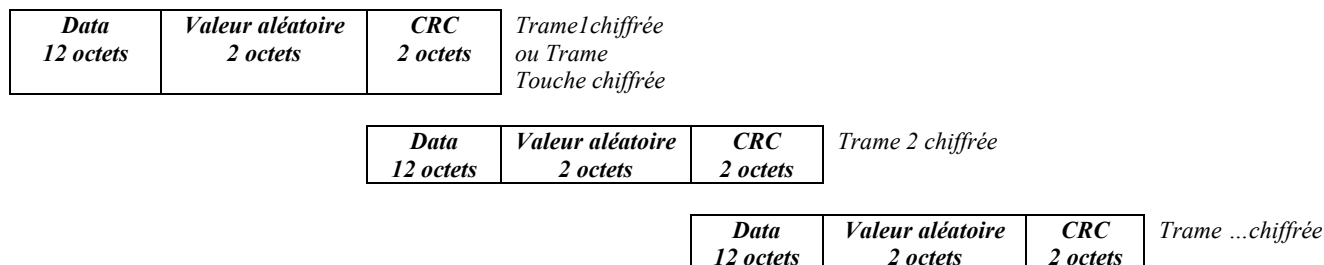 Data Valeur aléatoire CRC Trame1chiffrée
12 octets 2 octets 2 octets ou Trame
Touche chiffrée
Data Valeur aléatoire CRC Trame 2 chiffrée
12 octets 2 octets 2 octets
Data Valeur aléatoire CRC Trame ...chiffrée
12 octets 2 octets 2 octets